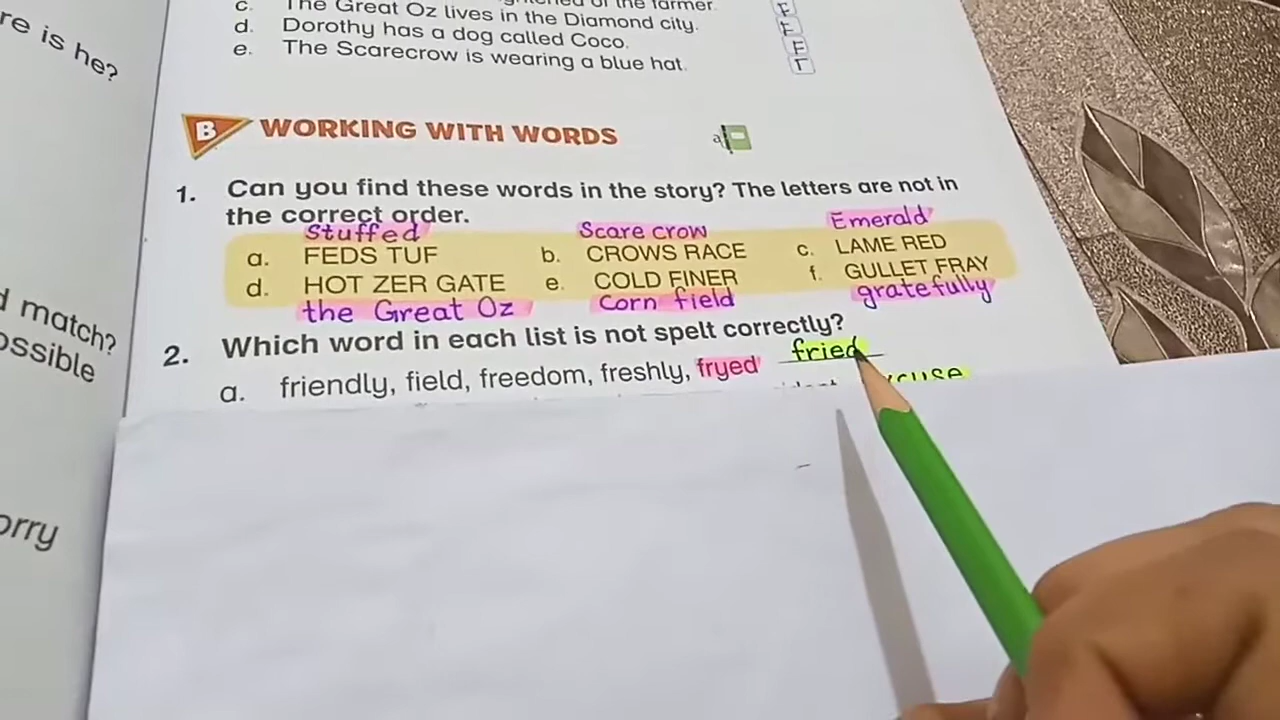 re is he?
d match?
ossible
orry
c. The Great Oz lives in the Diamond city. F
d. Dorothy has a dog called Coco. F
e. The Scarecrow is wearing a blue hat. T
B WORKING WITH WORDS
1. Can you find these words in the story? The letters are not in
the correct order.
Stuffed Scare crow Emerald
a. FEDS TUF b. CROWS RACE c. LAME RED
d. HOT ZER GATE e. COLD FINER f. GULLET FRAY
the Great Oz Corn field gratefully
2. Which word in each list is not spelt correctly?
a. friendly, field, freedom, freshly, fryed fried